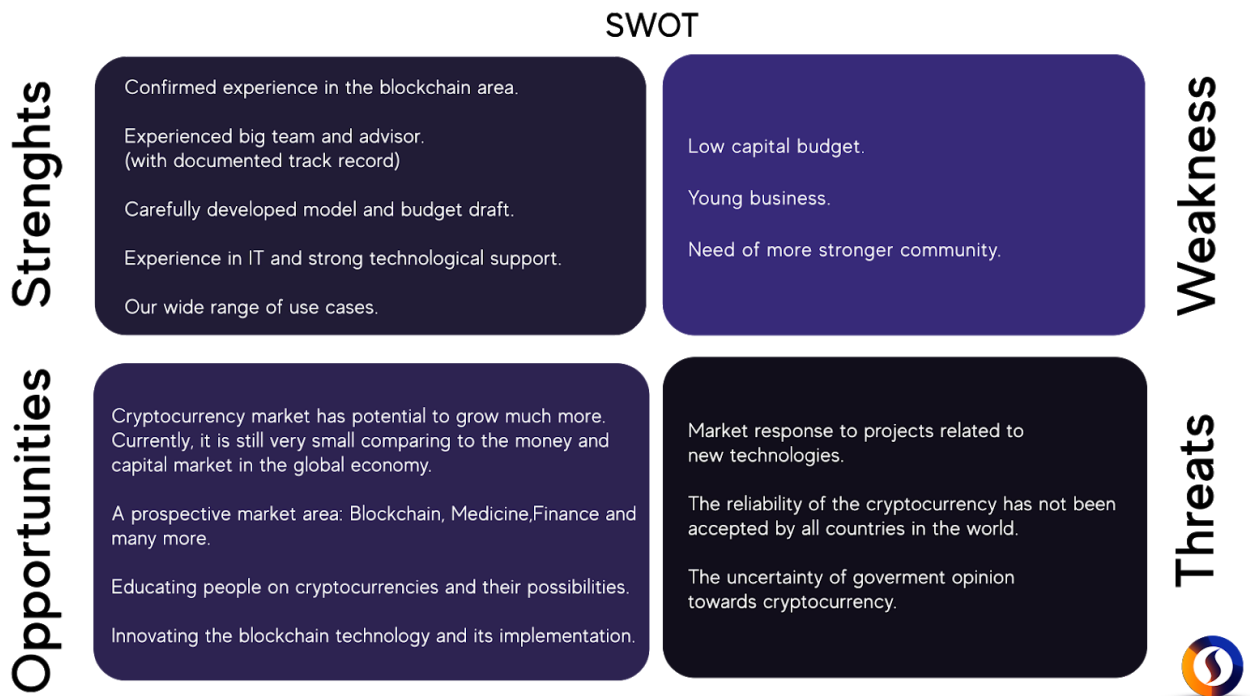 SWOT
Strenghts
Confirmed experience in the blockchain area.
Experienced big team and advisor.
(with documented track record)
Carefully developed model and budget draft.
Experience in IT and strong technological support.
Our wide range of use cases.
Weakness
Low capital budget.
Young business.
Need of more stronger community.
Opportunities
Cryptocurrency market has potential to grow much more.
Currently, it is still very small comparing to the money and
capital market in the global economy.
A prospective market area: Blockchain, Medicine,Finance and
many more.
Educating people on cryptocurrencies and their possibilities.
Innovating the blockchain technology and its implementation.
Threats
Market response to projects related to
new technologies.
The reliability of the cryptocurrency has not been
accepted by all countries in the world.
The uncertainty of goverment opinion
towards cryptocurrency.